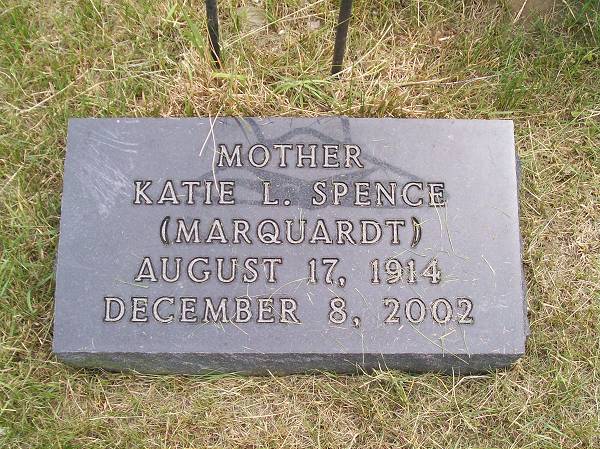 MOTHER
KATIE L. SPENCE
(MARQUARDT)
AUGUST 17, 1914
DECEMBER 8, 2002